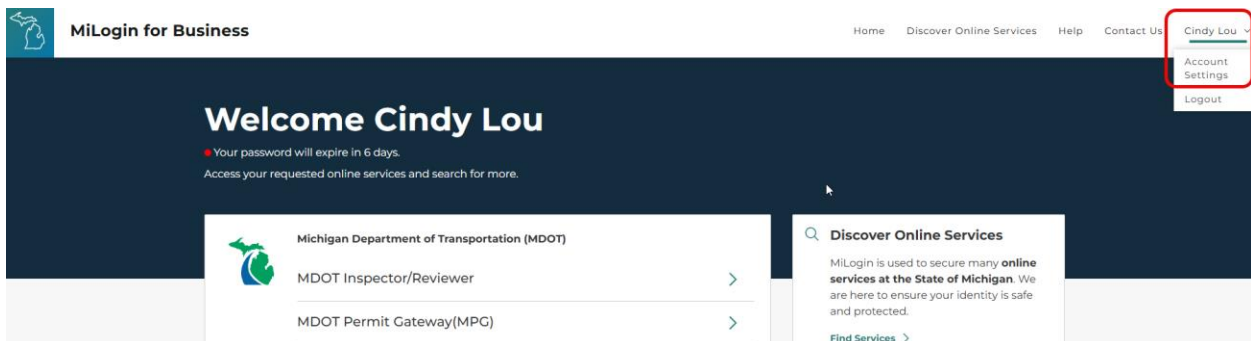 MiLogin for Business
Home Discover Online Services Help Contact Us Cindy Lou
Account
Settings
Logout
Welcome Cindy Lou
Your password will expire in 6 days.
Access your requested online services and search for more.
Michigan Department of Transportation (MDOT)
MDOT Inspector/Reviewer
MDOT Permit Gateway(MPG)
Discover Online Services
MiLogin is used to secure many online
services at the State of Michigan. We
are here to ensure your identity is safe
and protected.
Find Services